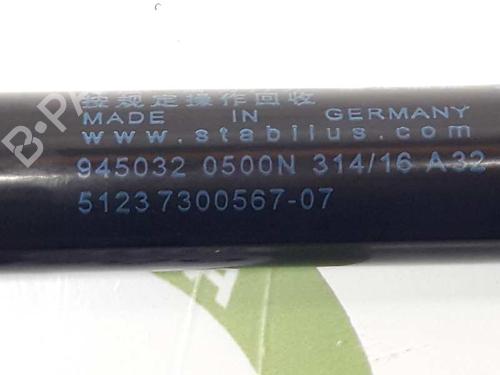 经规定操作回收
MADE IN GERMANY
www.stabilus.com
945032 0500N 314/16 A32
51237300567-07